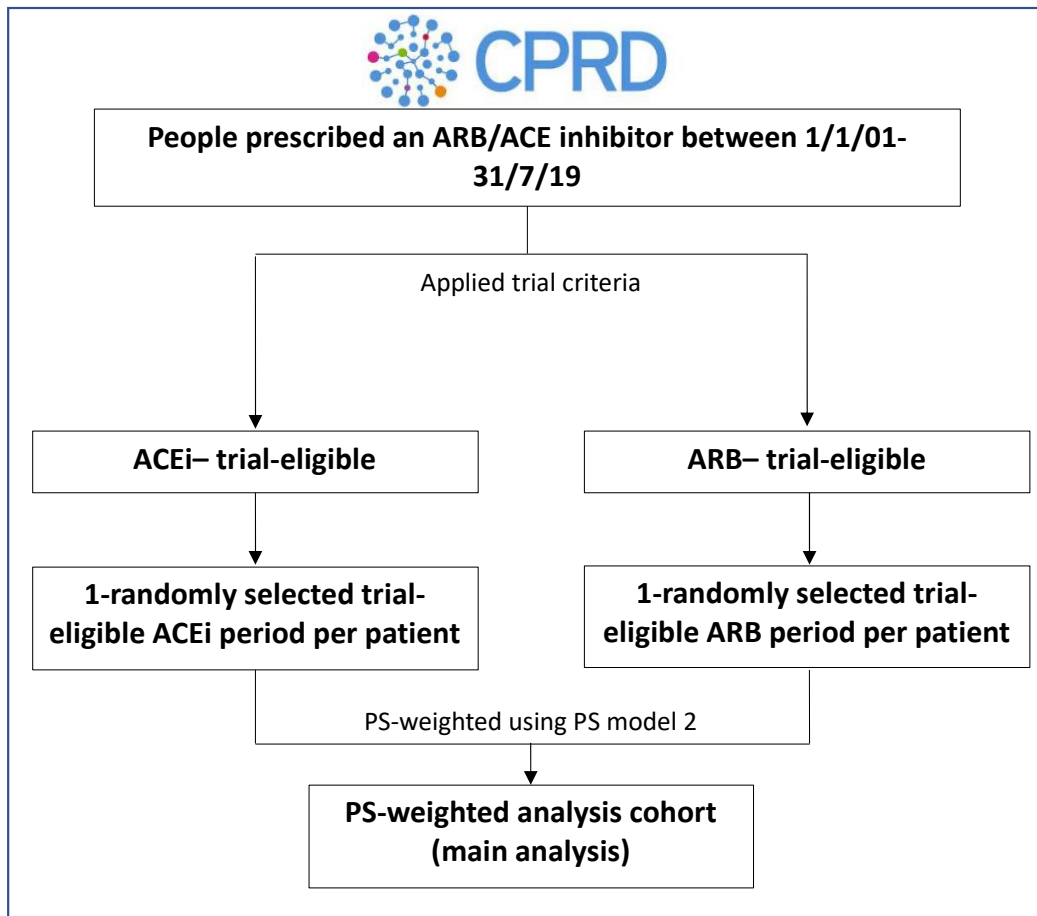 CPRD
People prescribed an ARB/ACE inhibitor between 1/1/01-
31/7/19
Applied trial criteria
ACEi– trial-eligible
ARB– trial-eligible
1-randomly selected trial-
eligible ACEi period per patient
1-randomly selected trial-
eligible ARB period per patient
PS-weighted using PS model 2
PS-weighted analysis cohort
(main analysis)